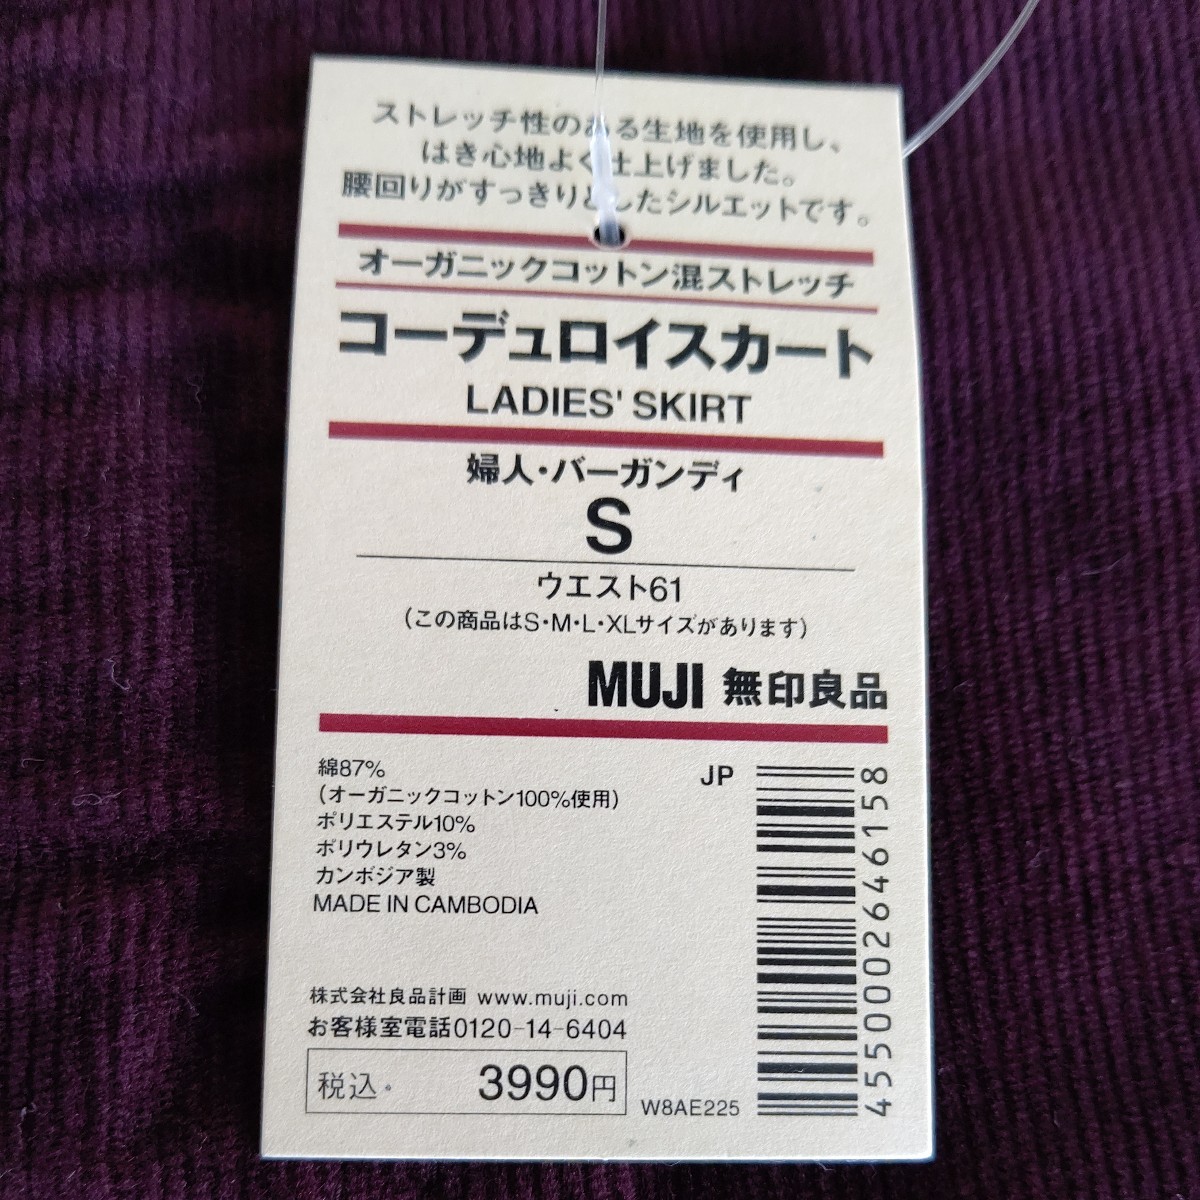 ストレッチ性のある生地を使用し、
はき心地よく仕上げました。
腰回りがすっきりとしたシルエットです。
オーガニックコットン混ストレッチ
コーデュロイスカート
LADIES' SKIRT
婦人・バーガンディ
S
ウエスト61
(この商品はS・M・L・XLサイズがあります)
MUJI 無印良品
綿87%
(オーガニックコットン100%使用)
ポリエステル10%
ポリウレタン3%
カンボジア製
MADE IN CAMBODIA
JP
4550002646158
株式会社良品計画 www.muji.com
お客様室電話0120-14-6404
税込。 3990円
W8AE225